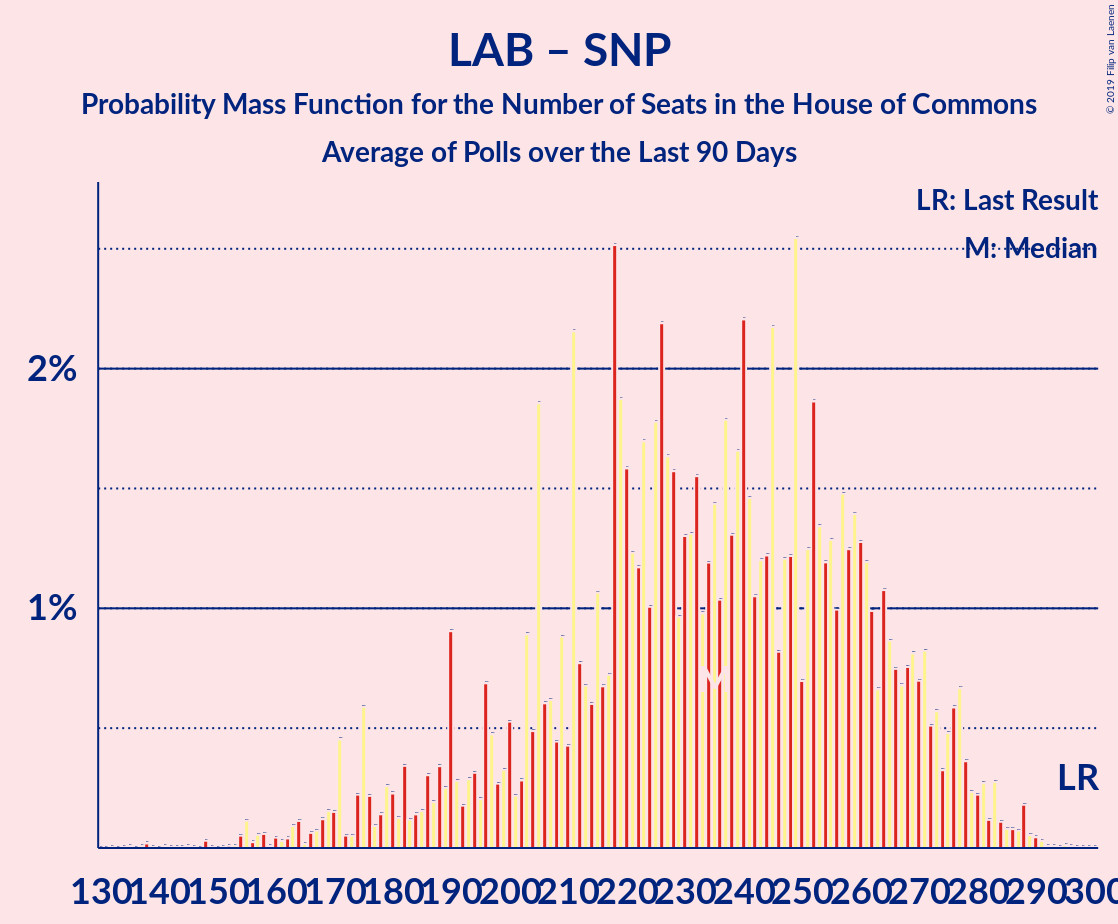 LAB – SNP
Probability Mass Function for the Number of Seats in the House of Commons
Average of Polls over the Last 90 Days
© 2019 Filip van Laenen
LR: Last Result
M: Median
2%
1%
M
LR
130 140 150 160 170 180 190 200 210 220 230 240 250 260 270 280 290 300